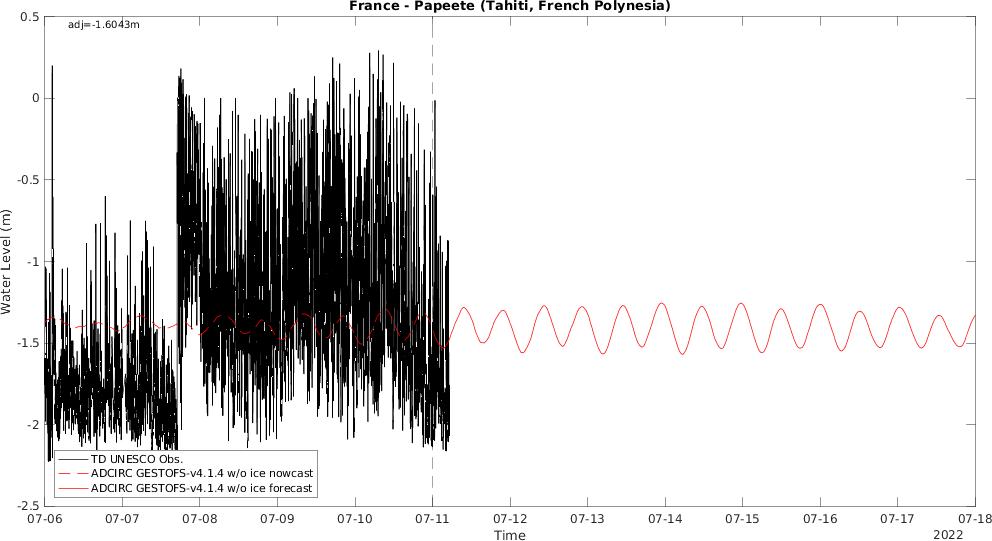 France - Papeete (Tahiti, French Polynesia)
adj=-1.6043m
0.5
0
-0.5
-1
-1.5
-2
-2.5
Water Level (m)
TD UNESCO Obs.
ADCIRC GESTOFS-v4.1.4 w/o ice nowcast
ADCIRC GESTOFS-v4.1.4 w/o ice forecast
07-06 07-07 07-08 07-09 07-10 07-11 07-12 07-13 07-14 07-15 07-16 07-17 07-18
Time
2022